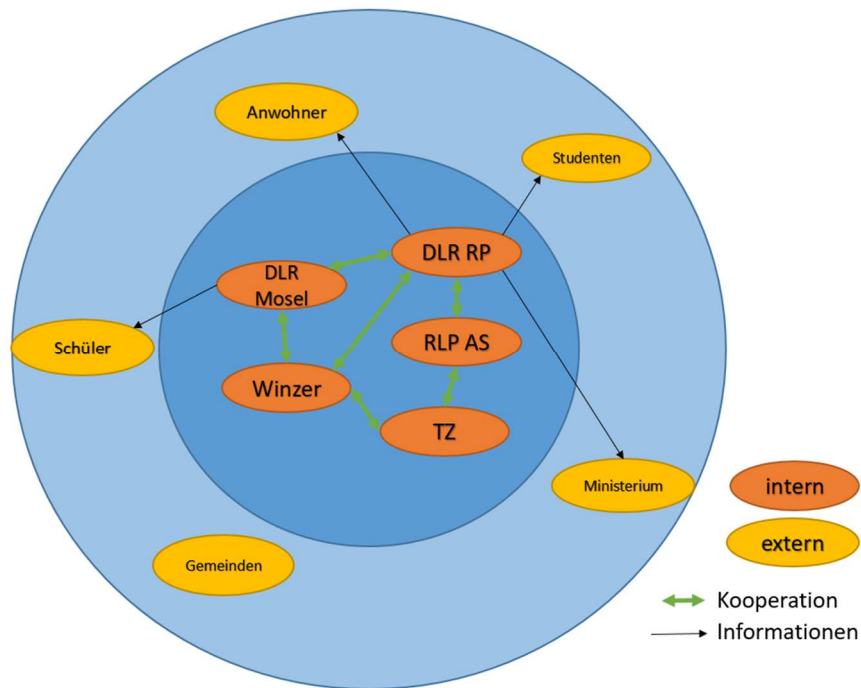 Anwohner
Studenten
DLR RP
DLR
Mosel
Schüler
RLP AS
Winzer
TZ
Ministerium
Gemeinden
intern
extern
Kooperation
Informationen